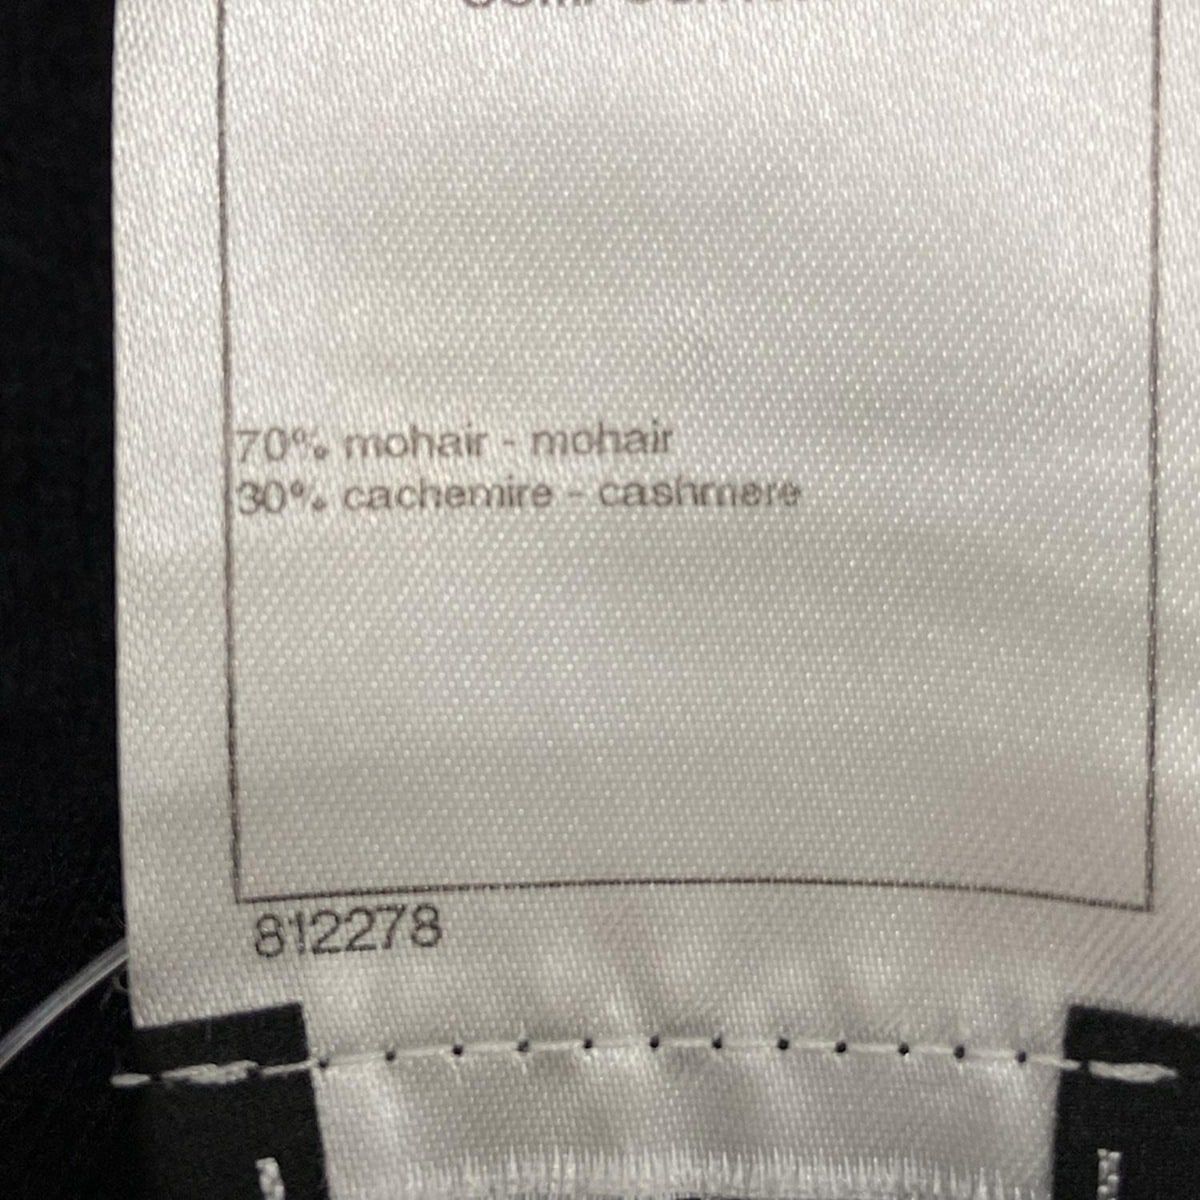 70% mohair - mohair
30% cachemire - cashmere
812278